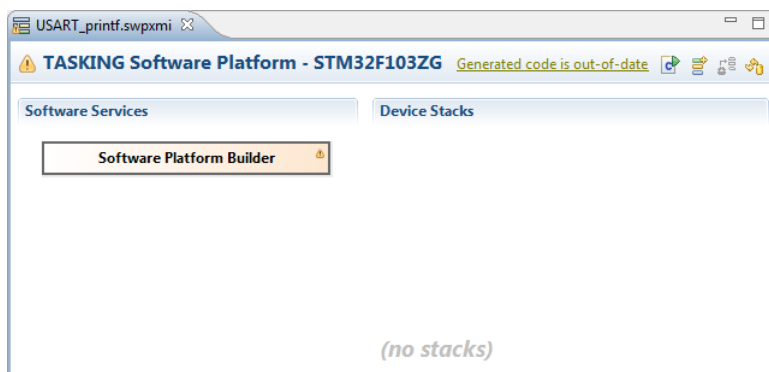 USART_printf.swpxmi
TASKING Software Platform - STM32F103ZG Generated code is out-of-date
Software Services Device Stacks
Software Platform Builder
(no stacks)